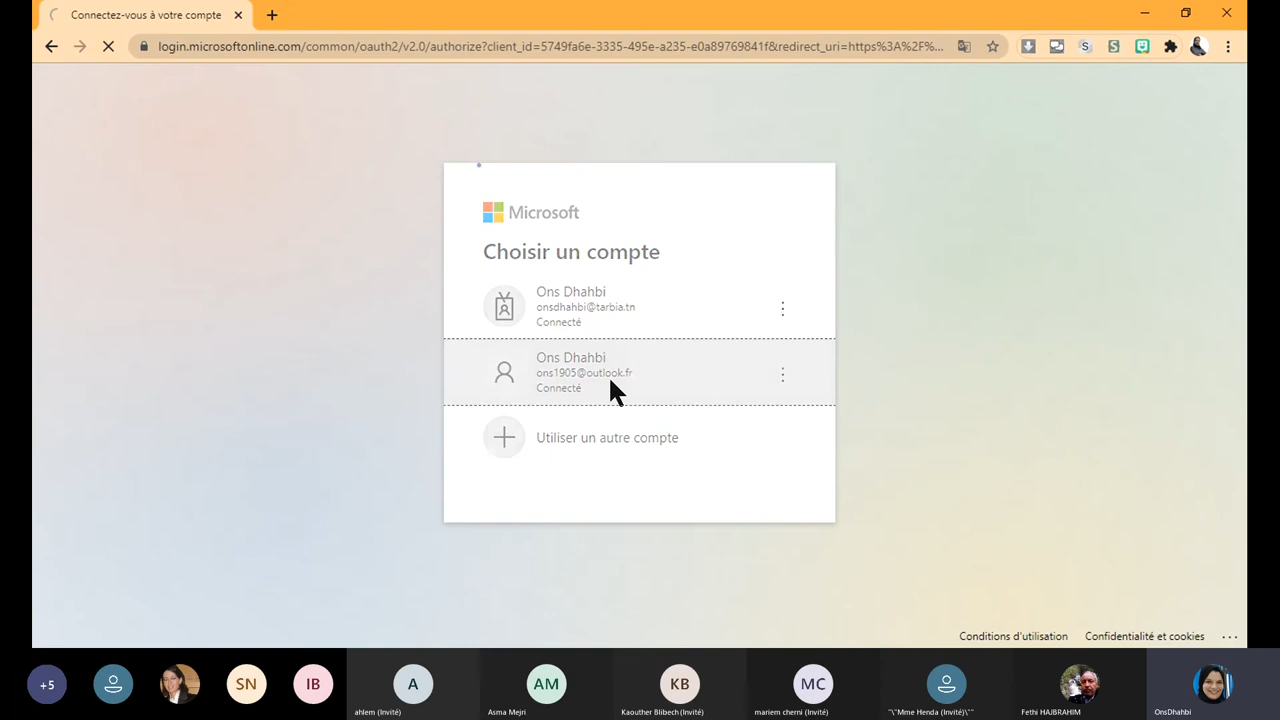 Connectez-vous à votre compte
login.microsoftonline.com/common/oauth2/v2.0/authorize?client_id=5749fa6e-3335-495e-a235-e0a89769841f&redirect_uri=https%3A%2F%...
Microsoft
Choisir un compte
Ons Dhahbi
onsdhahbi@tarbia.tn
Connecté
Ons Dhahbi
ons1905@outlook.fr
Connecté
Utiliser un autre compte
Conditions d'utilisation Confidentialité et cookies ...
+5 SN IB A AM KB MC
ahlem (Invité) Asma Mejri Kaouther Blibech (Invité) mariem cherni (Invité) "\"Mme Henda (Invité)\"" Fethi HAJBRAHIM OnsDhahbi